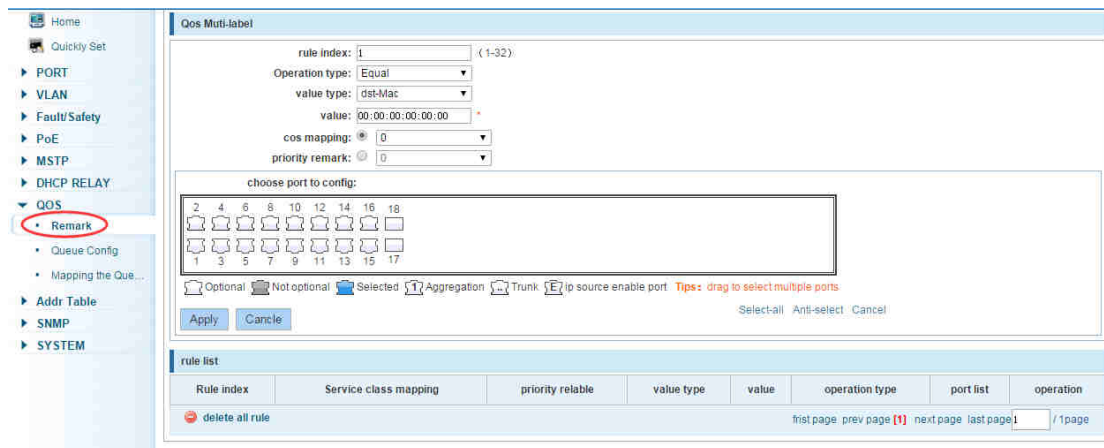 Home
Quickly Set
PORT
VLAN
Fault/Safety
PoE
MSTP
DHCP RELAY
QOS
Remark
Queue Config
Mapping the Que...
Addr Table
SNMP
SYSTEM
Qos Muti-label
rule index: 1 (1-32)
Operation type: Equal
value type: dst-Mac
value: 00:00:00:00:00:00 *
cos mapping: 0
priority remark: 0
choose port to config:
2 4 6 8 10 12 14 16 18
1 3 5 7 9 11 13 15 17
Optional Not optional Selected 1 Aggregation .. Trunk E ip source enable port Tips: drag to select multiple ports
Select-all Anti-select Cancel
Apply Cancle
rule list
Rule index Service class mapping priority relable value type value operation type port list operation
delete all rule frist page prev page [1] next page last page 1 / 1page